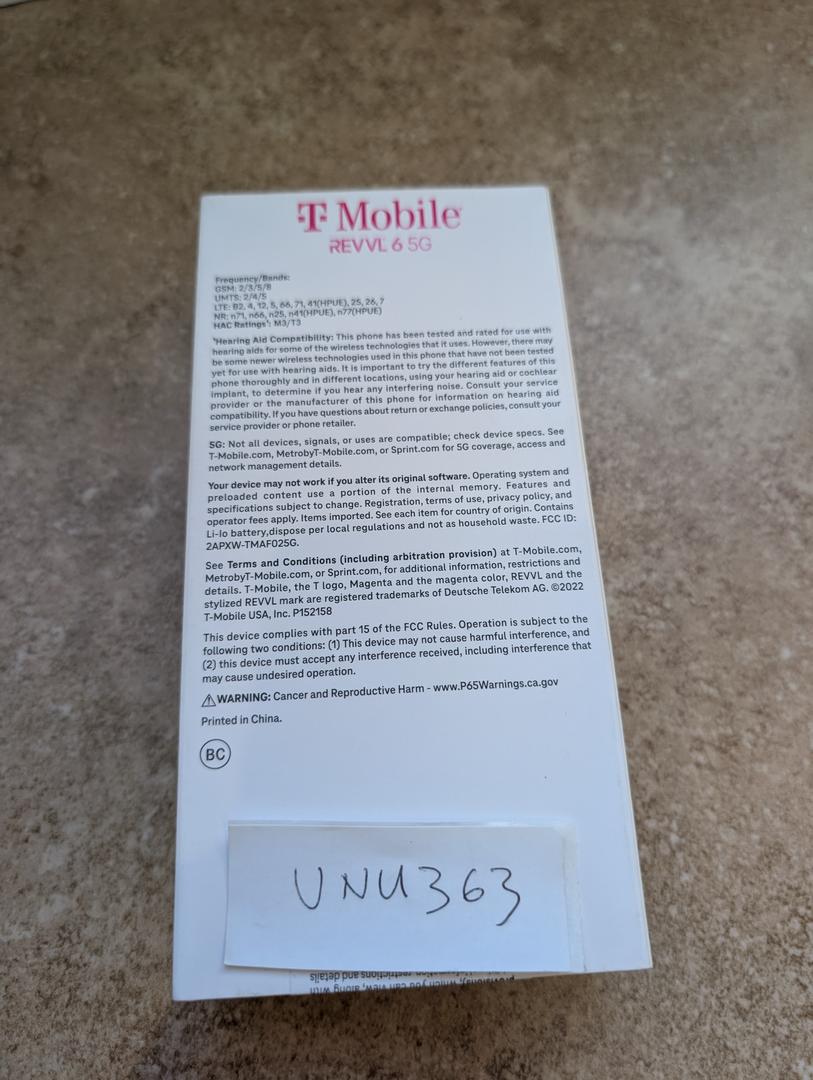 T Mobile
REVVL 6 5G
Frequency/Bands:
GSM: 2/3/5/8
UMTS: 2/4/5
LTE: B2, 4, 12, 5, 66, 71, 41(HPUE), 25, 26, 7
NR: n71, n66, n25, n41(HPUE), n77(HPUE)
HAC Ratings¹: M3/T3
¹Hearing Aid Compatibility: This phone has been tested and rated for use with
hearing aids for some of the wireless technologies that it uses. However, there may
be some newer wireless technologies used in this phone that have not been tested
yet for use with hearing aids. It is important to try the different features of this
phone thoroughly and in different locations, using your hearing aid or cochlear
implant, to determine if you hear any interfering noise. Consult your service
provider or the manufacturer of this phone for information on hearing aid
compatibility. If you have questions about return or exchange policies, consult your
service provider or phone retailer.
5G: Not all devices, signals, or uses are compatible; check device specs. See
T-Mobile.com, MetrobyT-Mobile.com, or Sprint.com for 5G coverage, access and
network management details.
Your device may not work if you alter its original software. Operating system and
preloaded content use a portion of the internal memory. Features and
specifications subject to change. Registration, terms of use, privacy policy, and
operator fees apply. Items imported. See each item for country of origin. Contains
Li-Io battery,dispose per local regulations and not as household waste. FCC ID:
2APXW-TMAF025G.
See Terms and Conditions (including arbitration provision) at T-Mobile.com,
MetrobyT-Mobile.com, or Sprint.com, for additional information, restrictions and
details. T-Mobile, the T logo, Magenta and the magenta color, REVVL and the
stylized REVVL mark are registered trademarks of Deutsche Telekom AG. ©2022
T-Mobile USA, Inc. P152158
This device complies with part 15 of the FCC Rules. Operation is subject to the
following two conditions: (1) This device may not cause harmful interference, and
(2) this device must accept any interference received, including interference that
may cause undesired operation.
⚠WARNING: Cancer and Reproductive Harm - www.P65Warnings.ca.gov
Printed in China.
BC
UNU363
which you can view, along with
restrictions and details